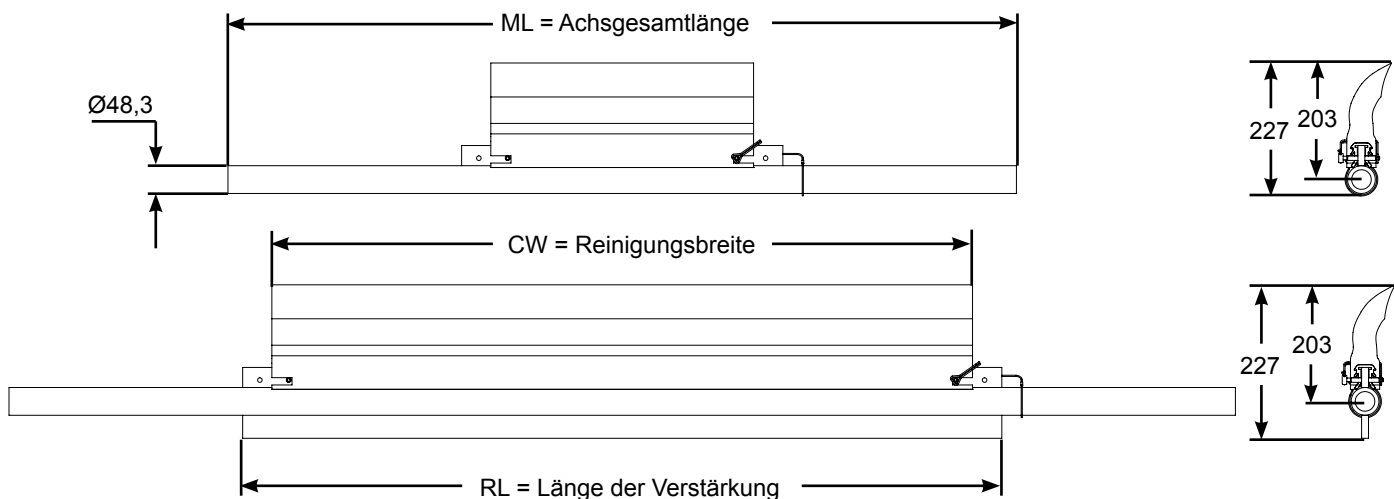 ML = Achsgesamtlänge
Ø48,3
227
203
CW = Reinigungsbreite
227
203
RL = Länge der Verstärkung